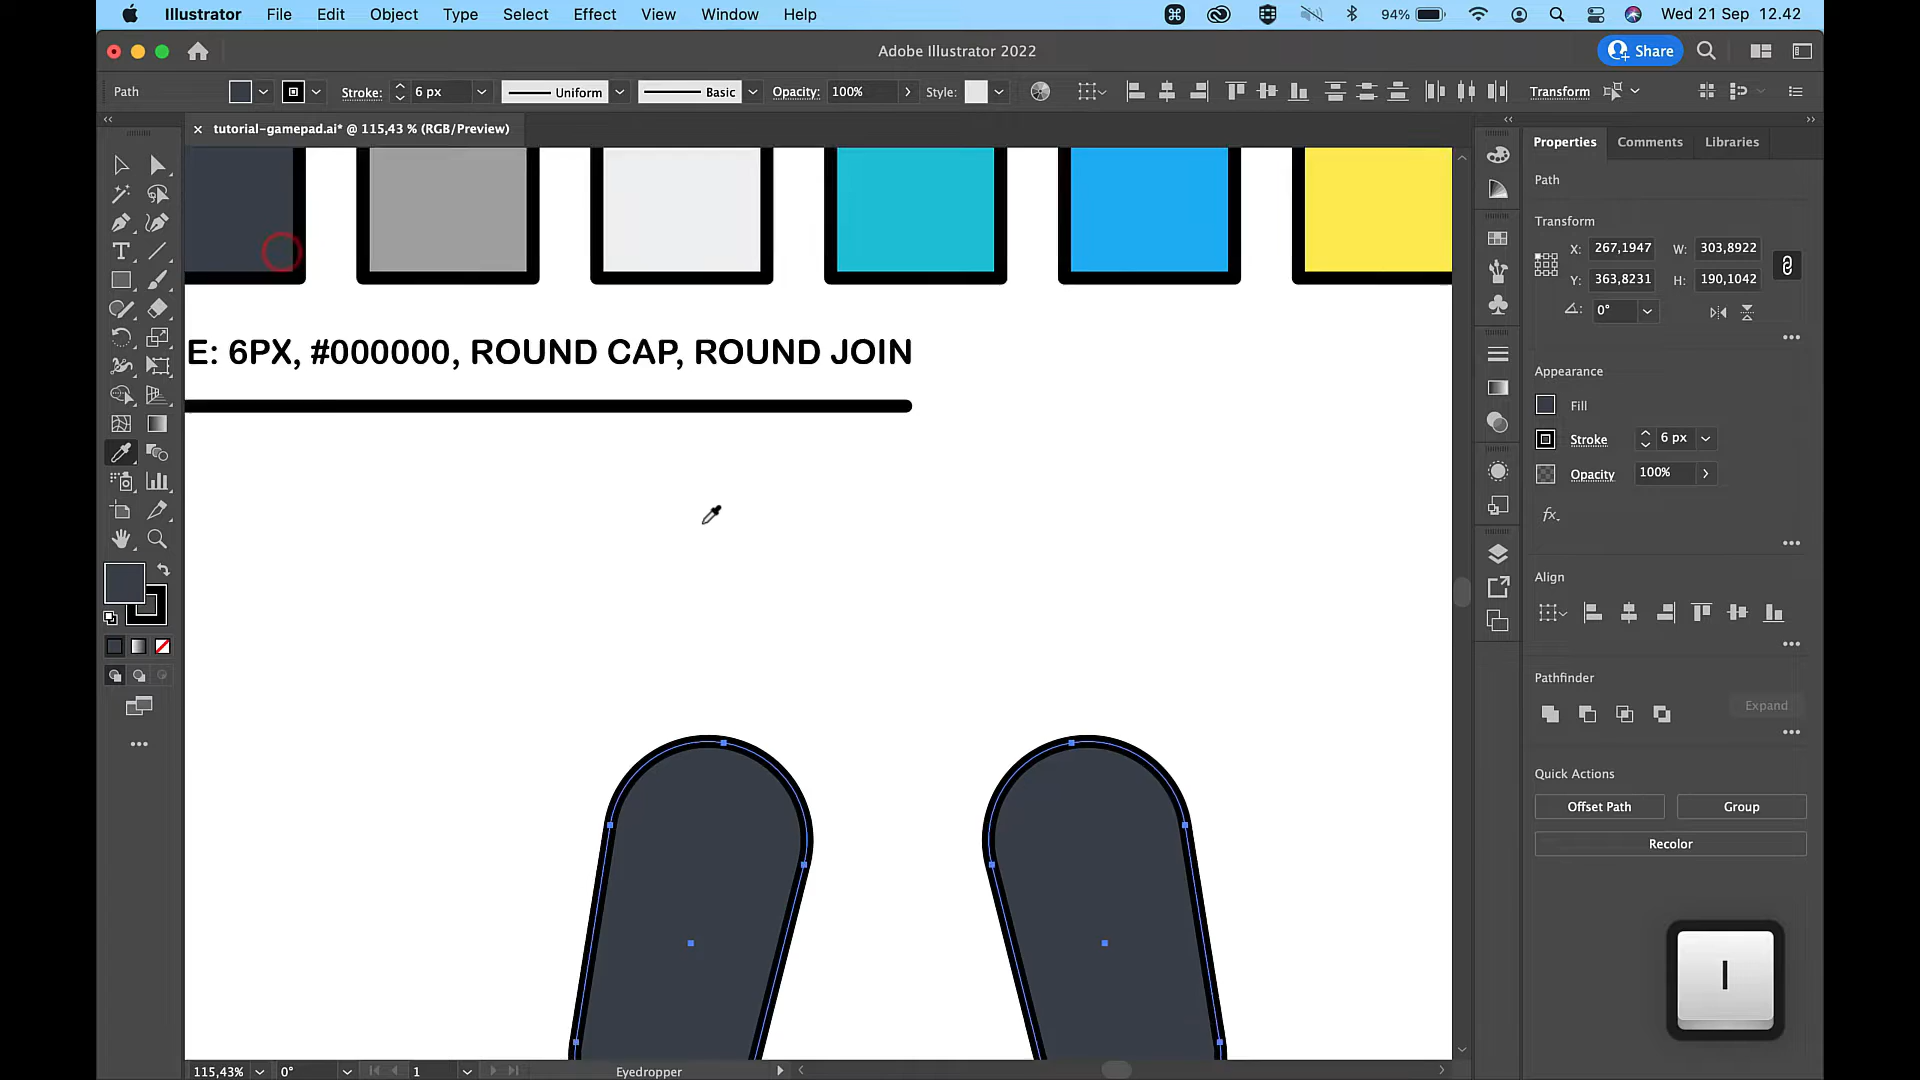 Illustrator File Edit Object Type Select Effect View Window Help 94% Wed 21 Sep 12.42
Adobe Illustrator 2022 Share
Path Stroke: 6 px Uniform Basic Opacity: 100% Style: Transform
tutorial-gamepad.ai* @ 115,43 % (RGB/Preview)
Properties Comments Libraries
Path
Transform
X: 267,1947 W: 303,8922
Y: 363,8231 H: 190,1042
0°
E: 6PX, #000000, ROUND CAP, ROUND JOIN
Appearance
Fill
Stroke 6 px
Opacity 100%
fx
Align
Pathfinder
Expand
Quick Actions
Offset Path Group
Recolor
I
115,43% 0° 1 Eyedropper